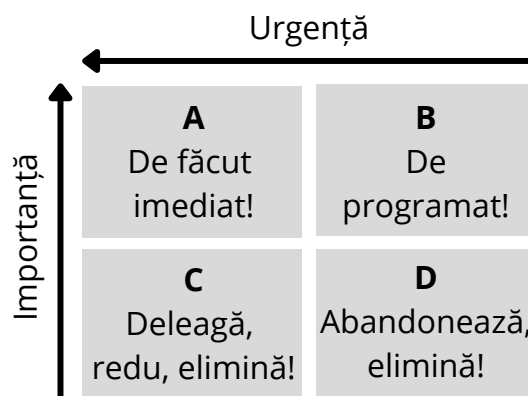 Urgență
Importanță
A
De făcut
imediat!
B
De
programat!
C
Deleagă,
redu, elimină!
D
Abandonează,
elimină!